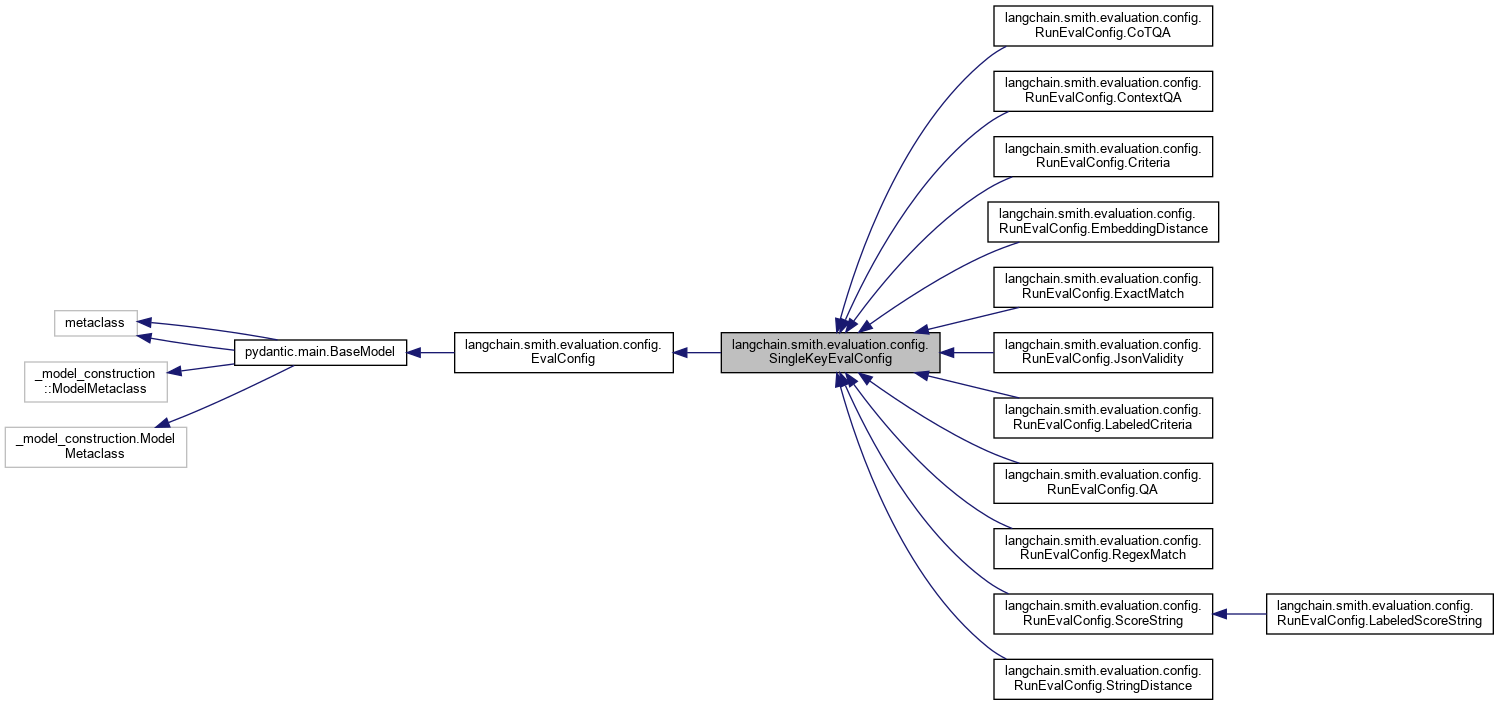 metaclass
_model_construction
::ModelMetaclass
_model_construction.Model
Metaclass
pydantic.main.BaseModel
langchain.smith.evaluation.config.
EvalConfig
langchain.smith.evaluation.config.
SingleKeyEvalConfig
langchain.smith.evaluation.config.
RunEvalConfig.CoTQA
langchain.smith.evaluation.config.
RunEvalConfig.ContextQA
langchain.smith.evaluation.config.
RunEvalConfig.Criteria
langchain.smith.evaluation.config.
RunEvalConfig.EmbeddingDistance
langchain.smith.evaluation.config.
RunEvalConfig.ExactMatch
langchain.smith.evaluation.config.
RunEvalConfig.JsonValidity
langchain.smith.evaluation.config.
RunEvalConfig.LabeledCriteria
langchain.smith.evaluation.config.
RunEvalConfig.QA
langchain.smith.evaluation.config.
RunEvalConfig.RegexMatch
langchain.smith.evaluation.config.
RunEvalConfig.ScoreString
langchain.smith.evaluation.config.
RunEvalConfig.StringDistance
langchain.smith.evaluation.config.
RunEvalConfig.LabeledScoreString